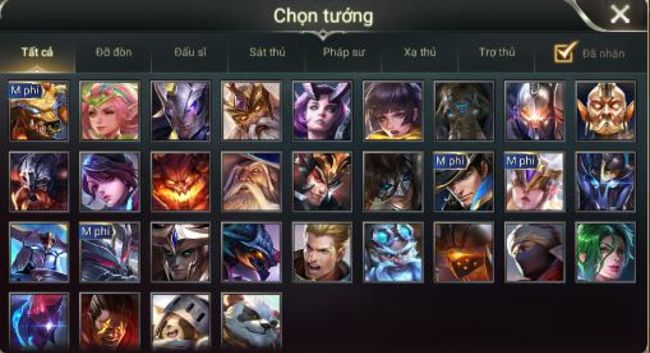 Chọn tướng
Tất cả Đỡ đòn Đấu sĩ Sát thủ Pháp sư Xạ thủ Trợ thủ Đã nhận
M phí
M phí M phí
M phí